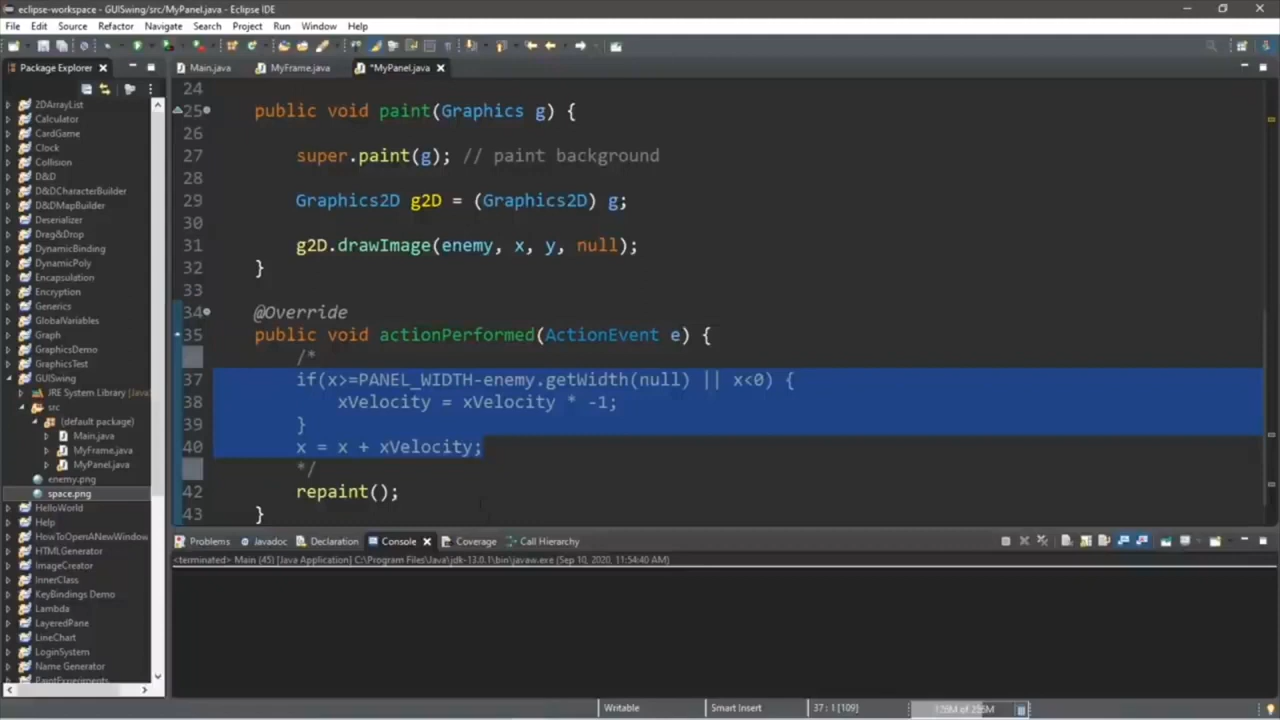 eclipse-workspace - GUISwing/src/MyPanel.java - Eclipse IDE
File Edit Source Refactor Navigate Search Project Run Window Help
Package Explorer
Main.java MyFrame.java *MyPanel.java
2DArrayList
Calculator
CardGame
Clock
Collision
D&D
D&DCharacterBuilder
D&DMapBuilder
Deserializer
Drag&Drop
DynamicBinding
DynamicPoly
Encapsulation
Encryption
Generics
GlobalVariables
Graph
GraphicsDemo
GraphicsTest
GUISwing
JRE System Library [Java
src
(default package)
Main.java
MyFrame.java
MyPanel.java
enemy.png
space.png
HelloWorld
Help
HowToOpenANewWindow
HTMLGenerator
ImageCreator
InnerClass
KeyBindings Demo
Lambda
LayeredPane
LineChart
LoginSystem
Name Generator
PaintExperiments
24
25 public void paint(Graphics g) {
26
27 super.paint(g); // paint background
28
29 Graphics2D g2D = (Graphics2D) g;
30
31 g2D.drawImage(enemy, x, y, null);
32 }
33
34 @Override
35 public void actionPerformed(ActionEvent e) {
/*
37 if(x>=PANEL_WIDTH-enemy.getWidth(null) || x<0) {
38 xVelocity = xVelocity * -1;
39 }
40 x = x + xVelocity;
*/
42 repaint();
43 }
Problems Javadoc Declaration Console Coverage Call Hierarchy
<terminated> Main (45) [Java Application] C:\Program Files\Java\jdk-13.0.1\bin\javaw.exe (Sep 10, 2020, 11:54:40 AM)
Writable Smart Insert 37 : 1 [109]